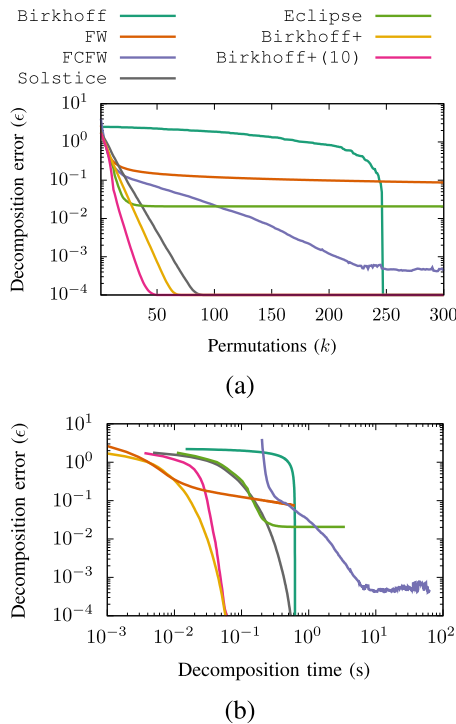 Birkhoff
FW
FCFW
Solstice
Eclipse
Birkhoff+
Birkhoff+(10)
Decomposition error (ϵ)
10^1
10^0
10^-1
10^-2
10^-3
10^-4
50 100 150 200 250 300
Permutations (k)
(a)
Decomposition error (ϵ)
10^1
10^0
10^-1
10^-2
10^-3
10^-4
10^-3 10^-2 10^-1 10^0 10^1 10^2
Decomposition time (s)
(b)